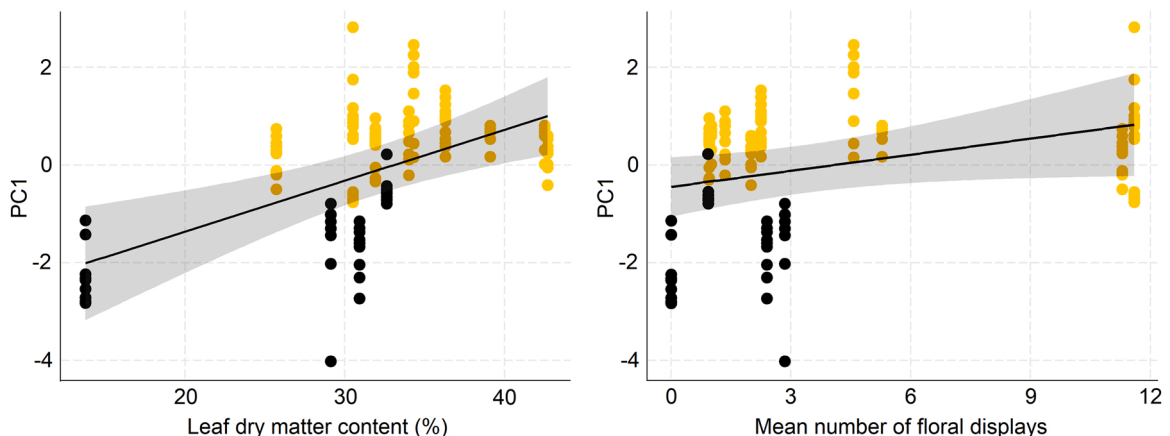 PC1
2
0
-2
-4
20 30 40
Leaf dry matter content (%)
PC1
2
0
-2
-4
0 3 6 9 12
Mean number of floral displays